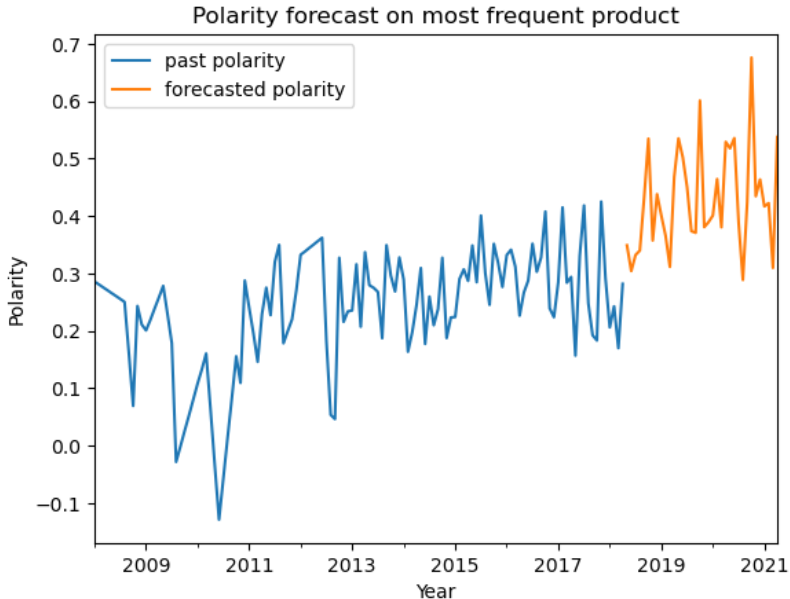 Polarity forecast on most frequent product
past polarity
forecasted polarity
0.7
0.6
0.5
0.4
0.3
0.2
0.1
0.0
−0.1
Polarity
2009 2011 2013 2015 2017 2019 2021
Year